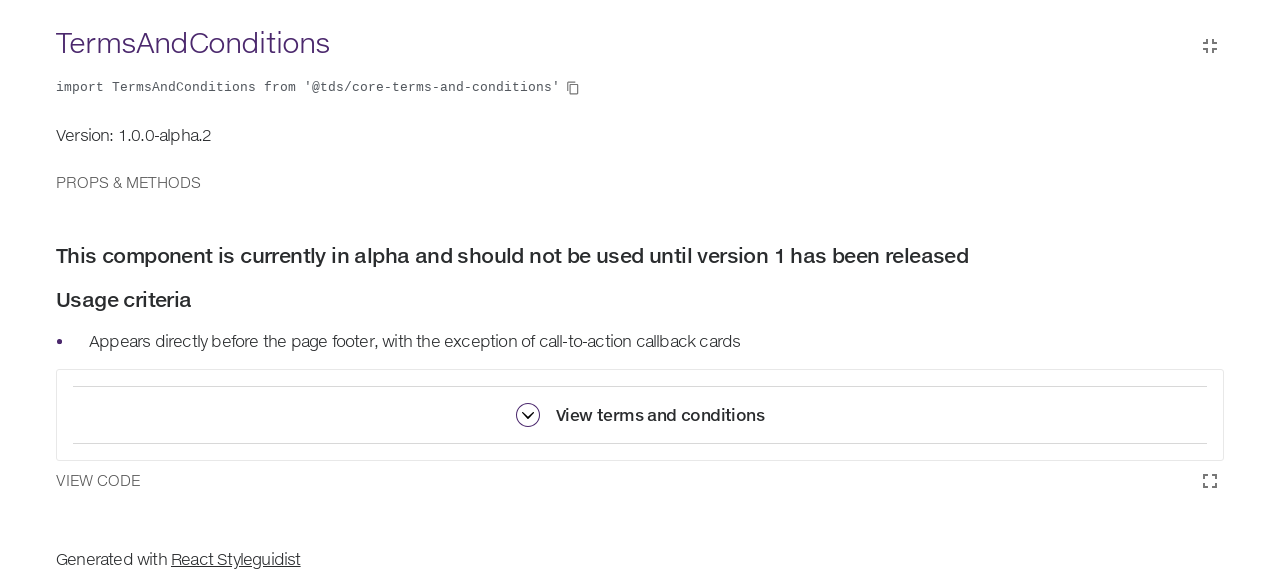 TermsAndConditions
import TermsAndConditions from '@tds/core-terms-and-conditions'
Version: 1.0.0-alpha.2
PROPS & METHODS
This component is currently in alpha and should not be used until version 1 has been released
Usage criteria
• Appears directly before the page footer, with the exception of call-to-action callback cards
View terms and conditions
VIEW CODE
Generated with React Styleguidist